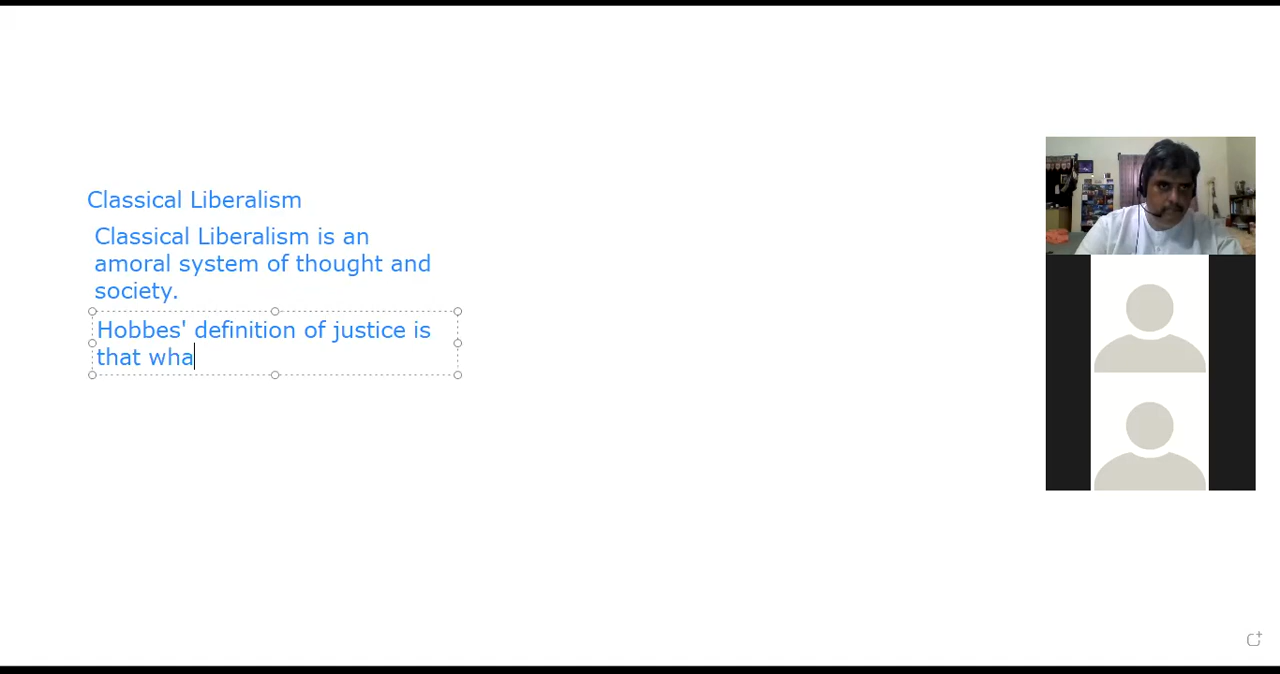 Classical Liberalism
Classical Liberalism is an
amoral system of thought and
society.
Hobbes' definition of justice is
that wha